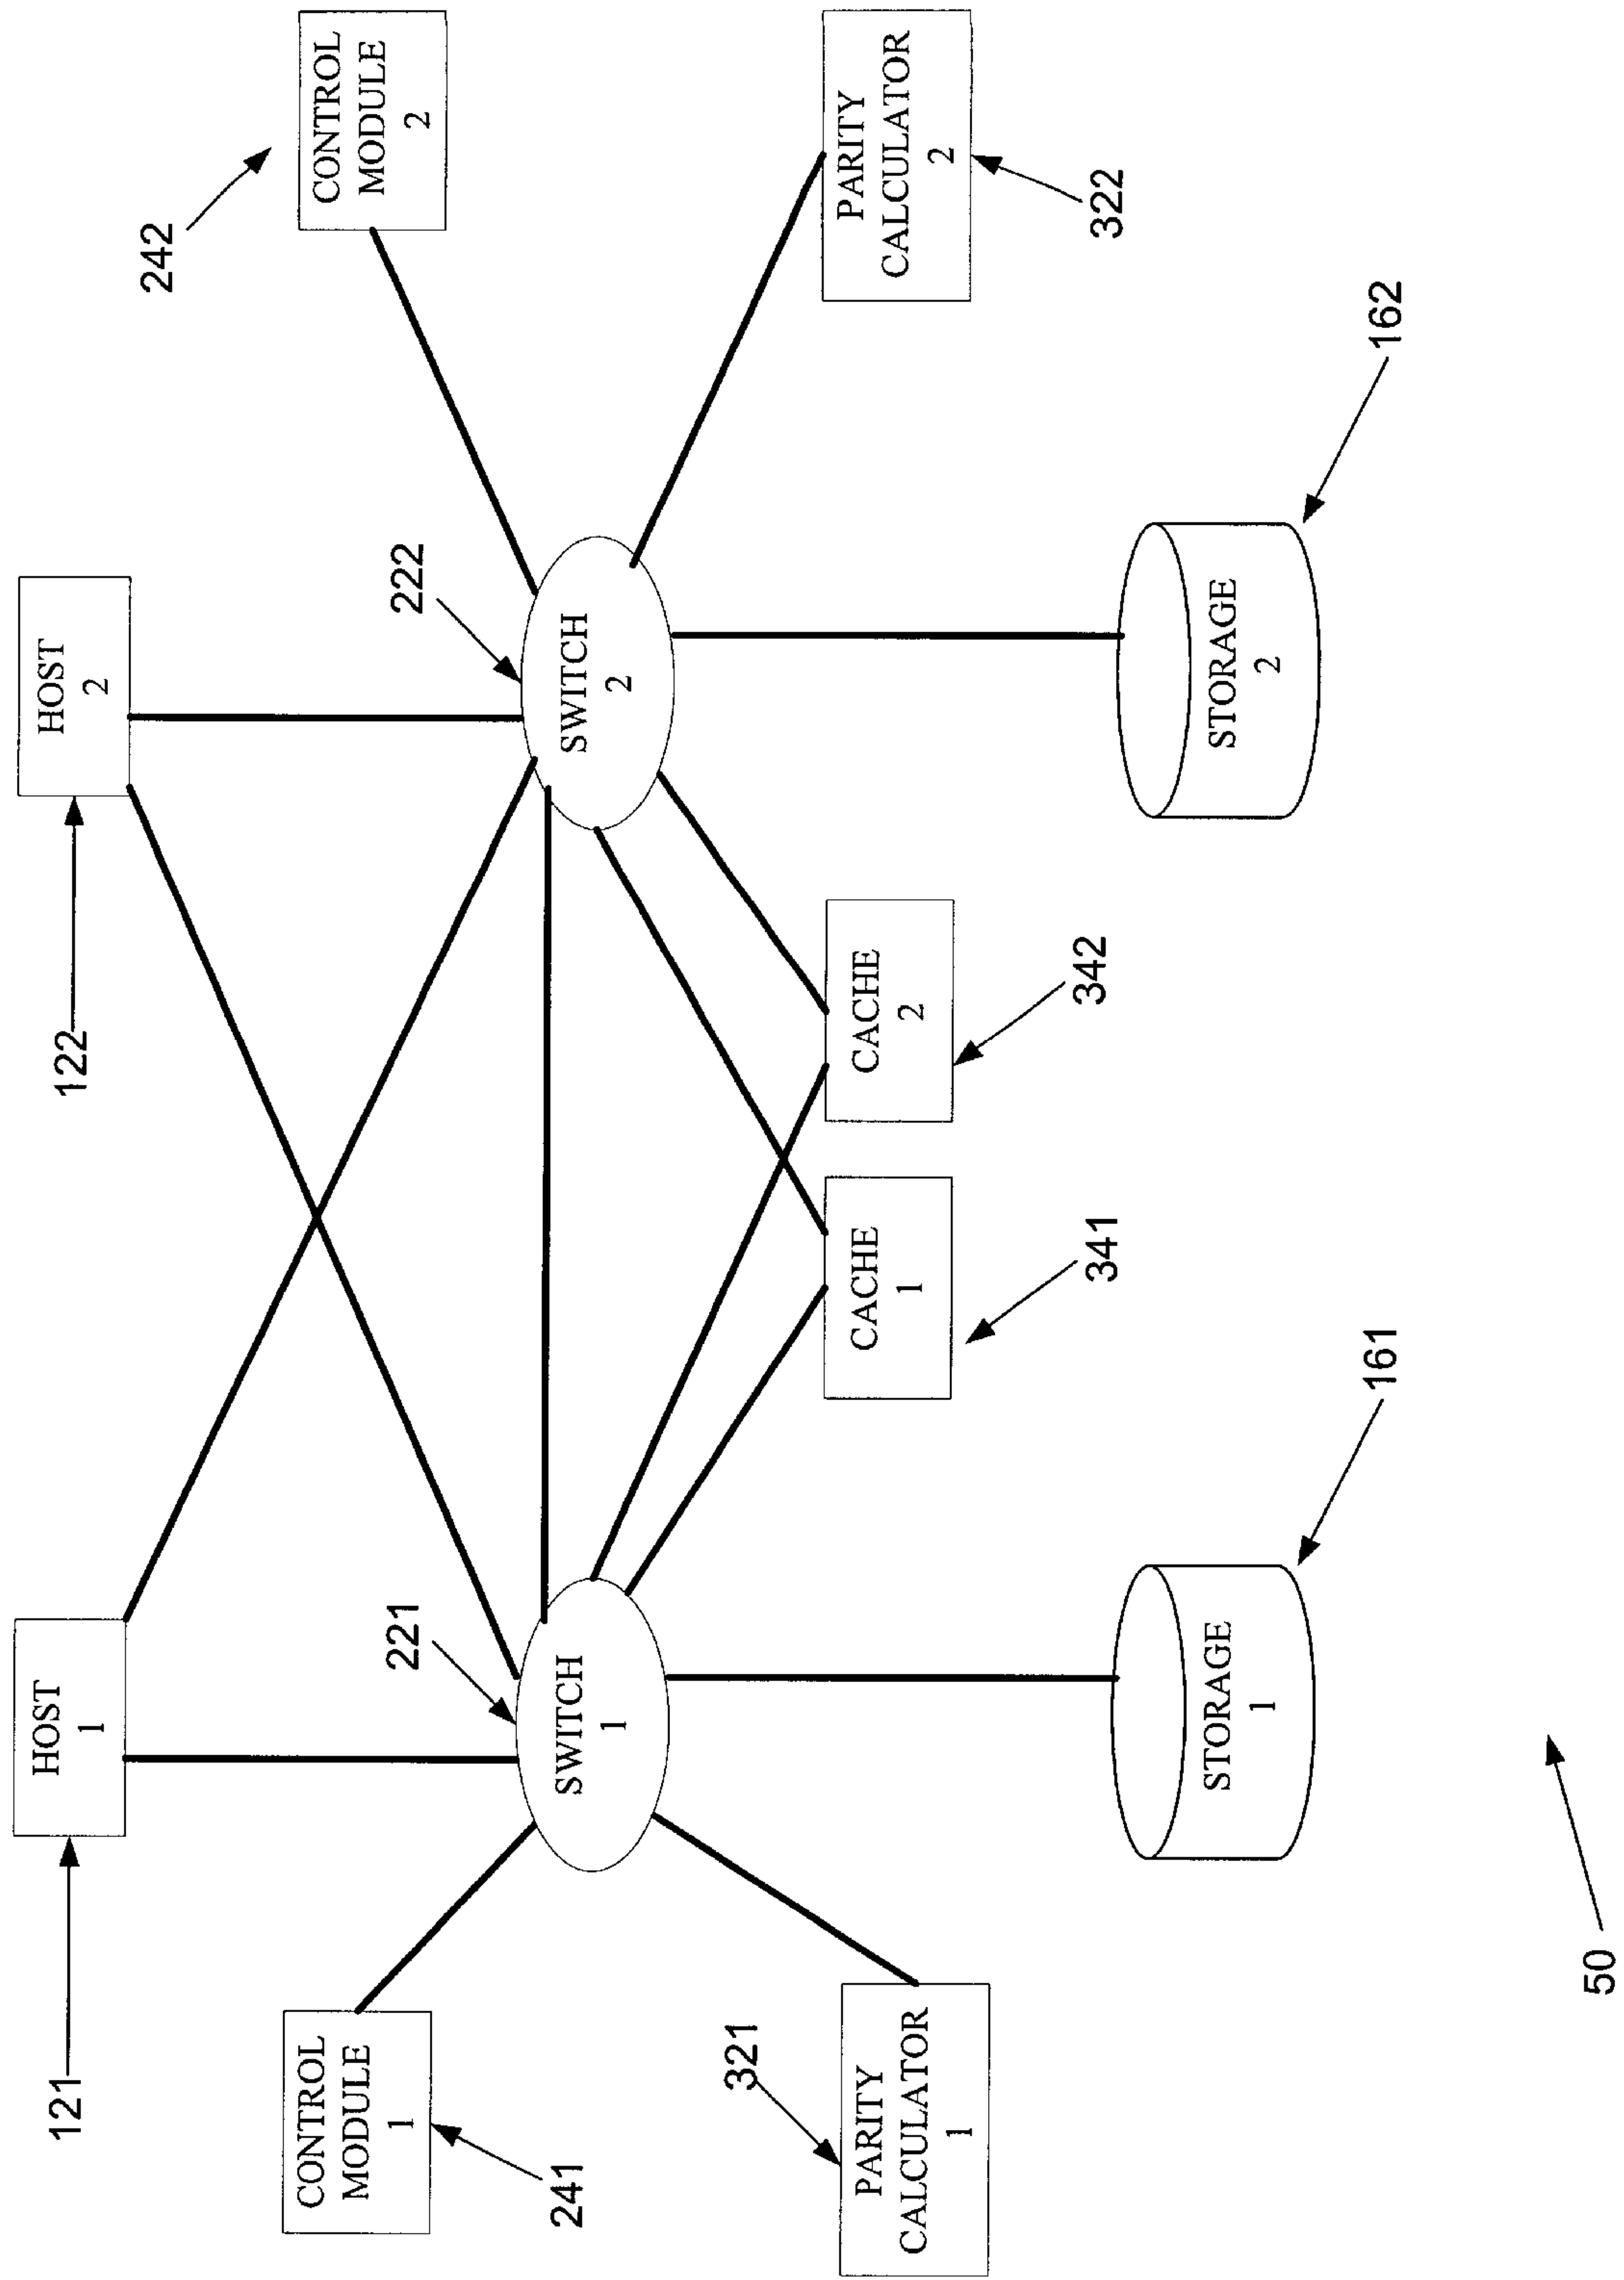 121
HOST
1
122
HOST
2
242
CONTROL
MODULE
2
CONTROL
MODULE
1
241
221
SWITCH
1
222
SWITCH
2
321
PARITY
CALCULATOR
1
CACHE
1
341
CACHE
2
342
PARITY
CALCULATOR
2
322
STORAGE
1
161
STORAGE
2
162
50